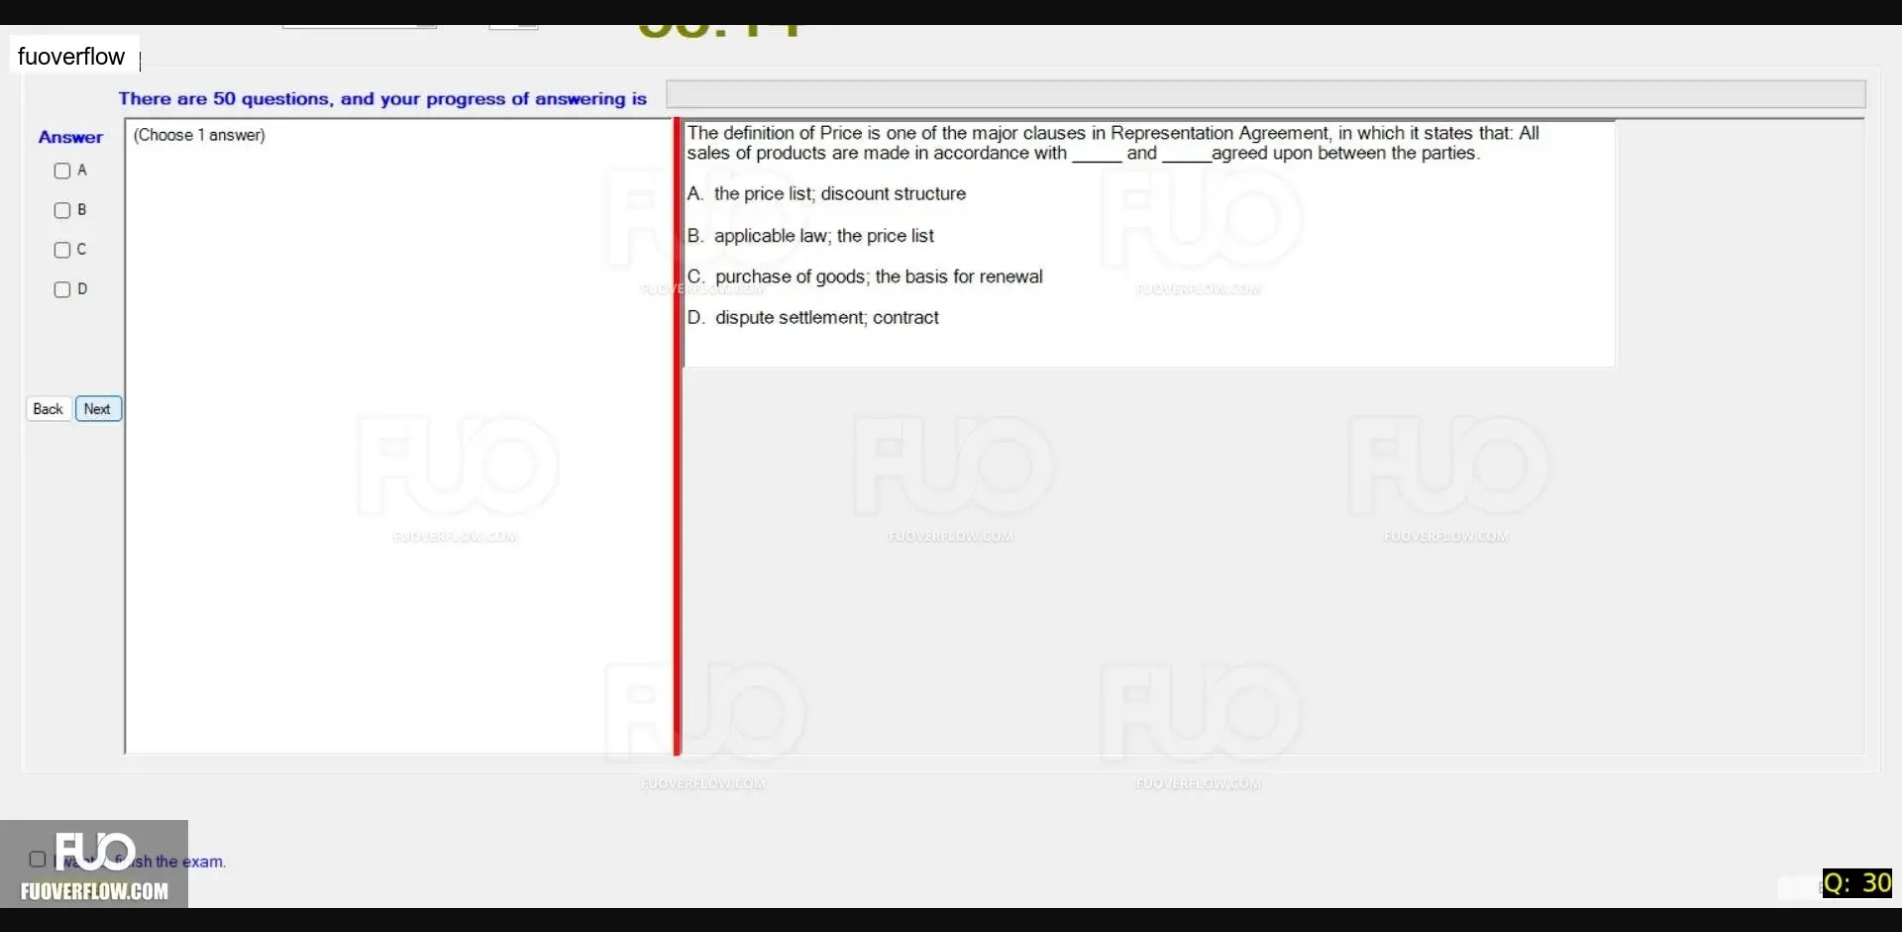 fuoverflow
There are 50 questions, and your progress of answering is
Answer
(Choose 1 answer)
A
B
C
D
Back Next
The definition of Price is one of the major clauses in Representation Agreement, in which it states that: All
sales of products are made in accordance with _____ and _____agreed upon between the parties.
A. the price list; discount structure
B. applicable law; the price list
C. purchase of goods; the basis for renewal
D. dispute settlement; contract
FUO
FUOVERFLOW.COM
FUO
FUOVERFLOW.COM
FUO
FUOVERFLOW.COM
FUO
FUOVERFLOW.COM
FUO
FUOVERFLOW.COM
FUO
FUOVERFLOW.COM
FUO
FUOVERFLOW.COM
the exam.
FUO
FUOVERFLOW.COM
Q: 30